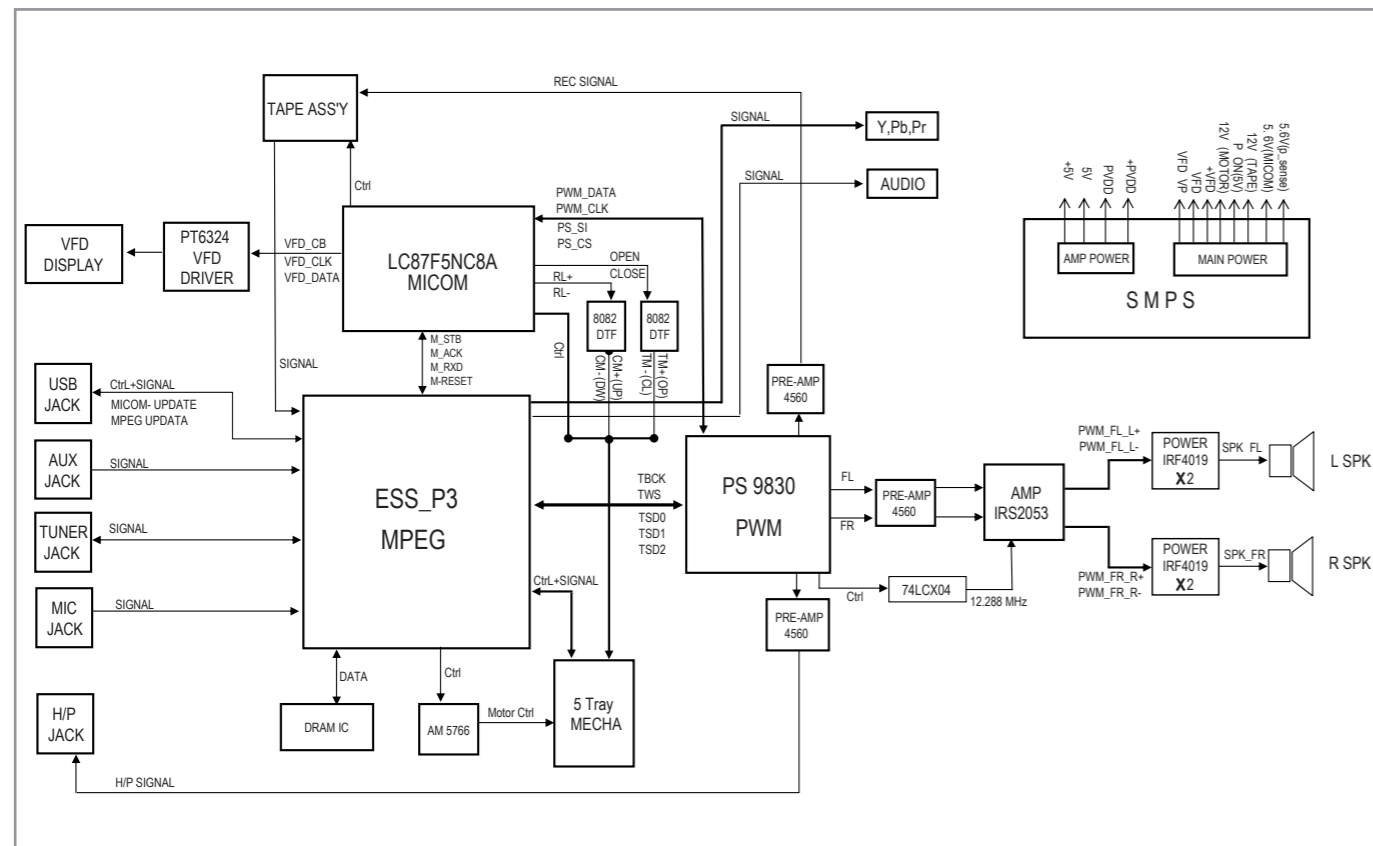 REC SIGNAL
TAPE ASS'Y
SIGNAL
Y,Pb,Pr
SIGNAL
AUDIO
Ctrl
PWM_DATA
PWM_CLK
PS_SI
PS_CS
VFD
DISPLAY
PT6324
VFD
DRIVER
VFD_CB
VFD_CLK
VFD_DATA
LC87F5NC8A
MICOM
OPEN
CLOSE
RL+
RL-
8082
DTF
8082
DTF
Ctrl
CM-(DW)
CM+(UP)
TM-(CL)
TM+(OP)
M_STB
M_ACK
M_RXD
M-RESET
SIGNAL
+5V
5V
PVDD
+PVDD
VFD VP
VFD
+VFD
12V (MOTOR)
P ON(5V)
12V (TAPE)
5. 6V(MICOM)
5.6V(p_sense)
AMP POWER
MAIN POWER
S M P S
USB
JACK
CtrL+SIGNAL
MICOM- UPDATE
MPEG UPDATA
AUX
JACK
SIGNAL
TUNER
JACK
SIGNAL
MIC
JACK
SIGNAL
H/P
JACK
H/P SIGNAL
ESS_P3
MPEG
TBCK
TWS
TSD0
TSD1
TSD2
CtrL+SIGNAL
DATA
DRAM IC
Ctrl
AM 5766
Motor Ctrl
5 Tray
MECHA
PRE-AMP
4560
PS 9830
PWM
FL
FR
PRE-AMP
4560
AMP
IRS2053
Ctrl
74LCX04
12.288 MHz
PRE-AMP
4560
PWM_FL_L+
PWM_FL_L-
POWER
IRF4019
X2
SPK_FL
L SPK
PWM_FR_R+
PWM_FR_R-
POWER
IRF4019
X2
SPK_FR
R SPK